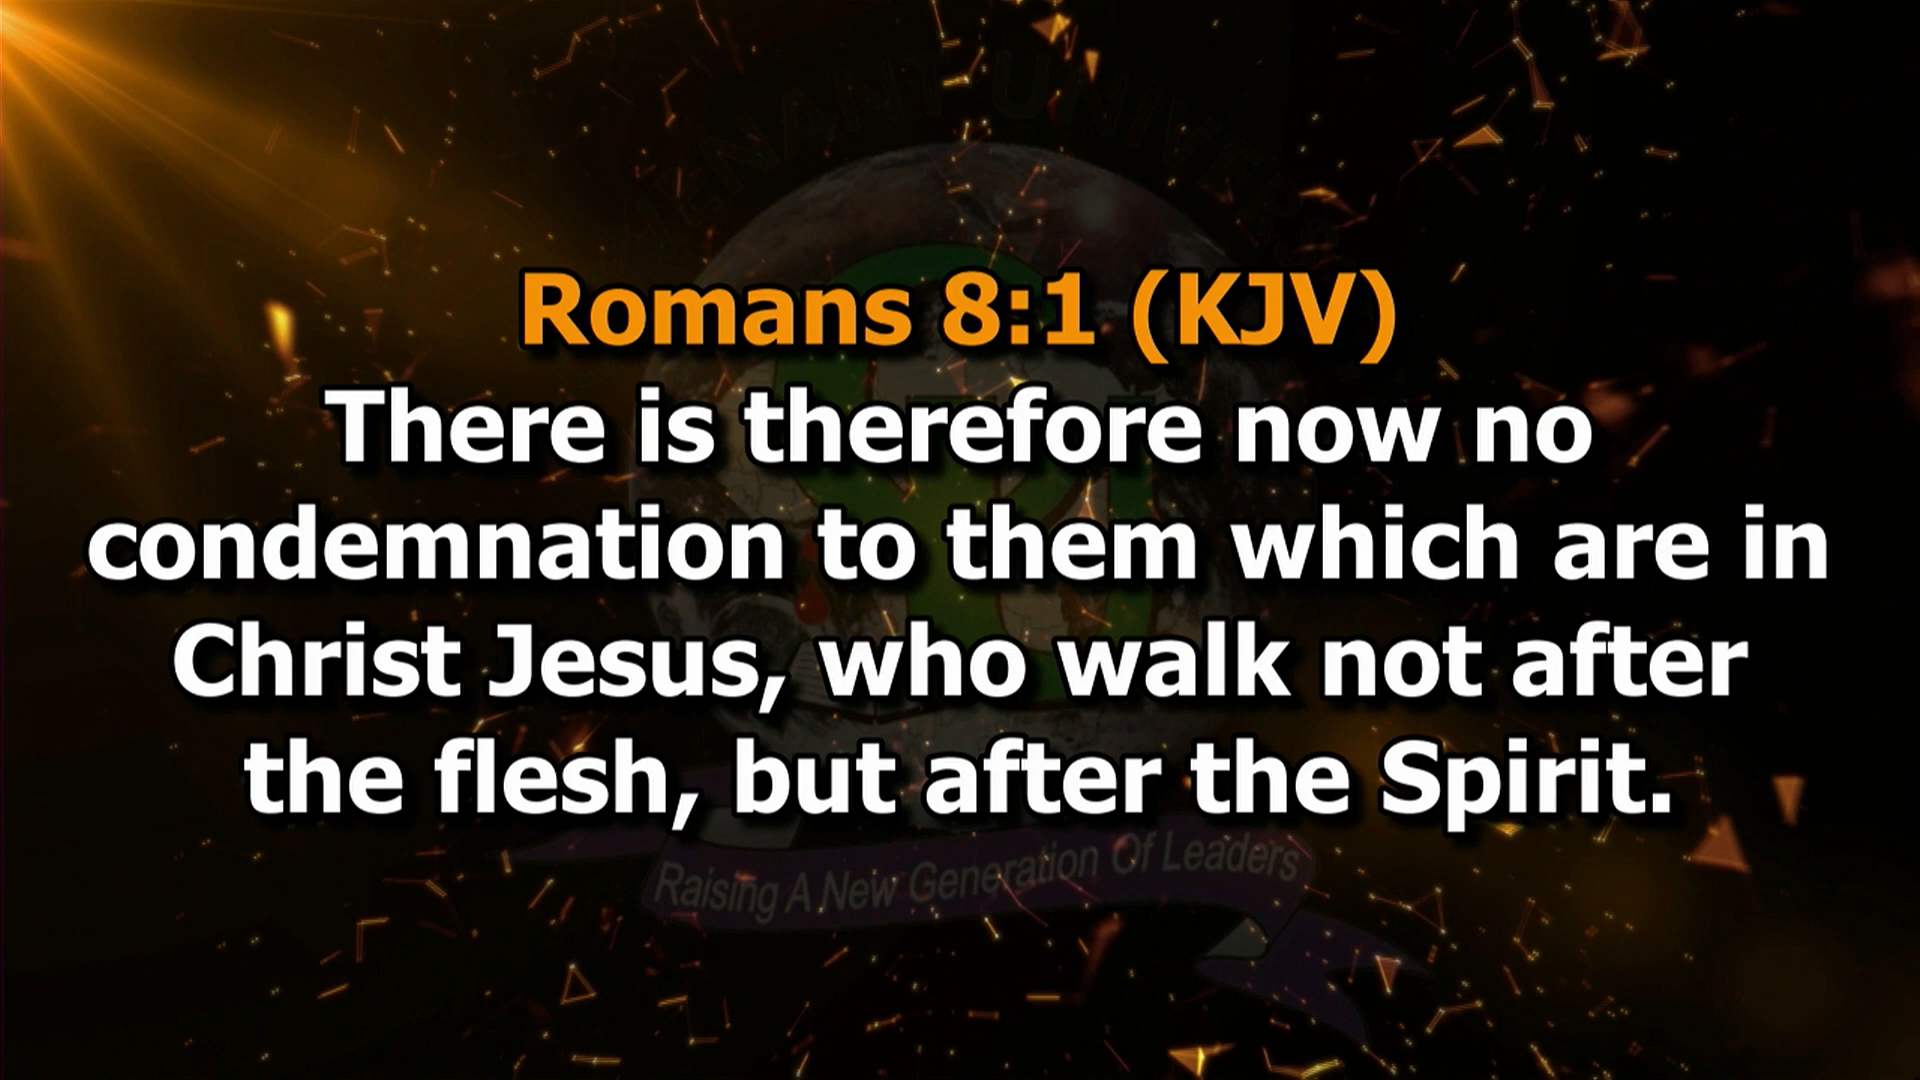 Romans 8:1 (KJV)
There is therefore now no
condemnation to them which are in
Christ Jesus, who walk not after
the flesh, but after the Spirit.
Raising A New Generation Of Leaders